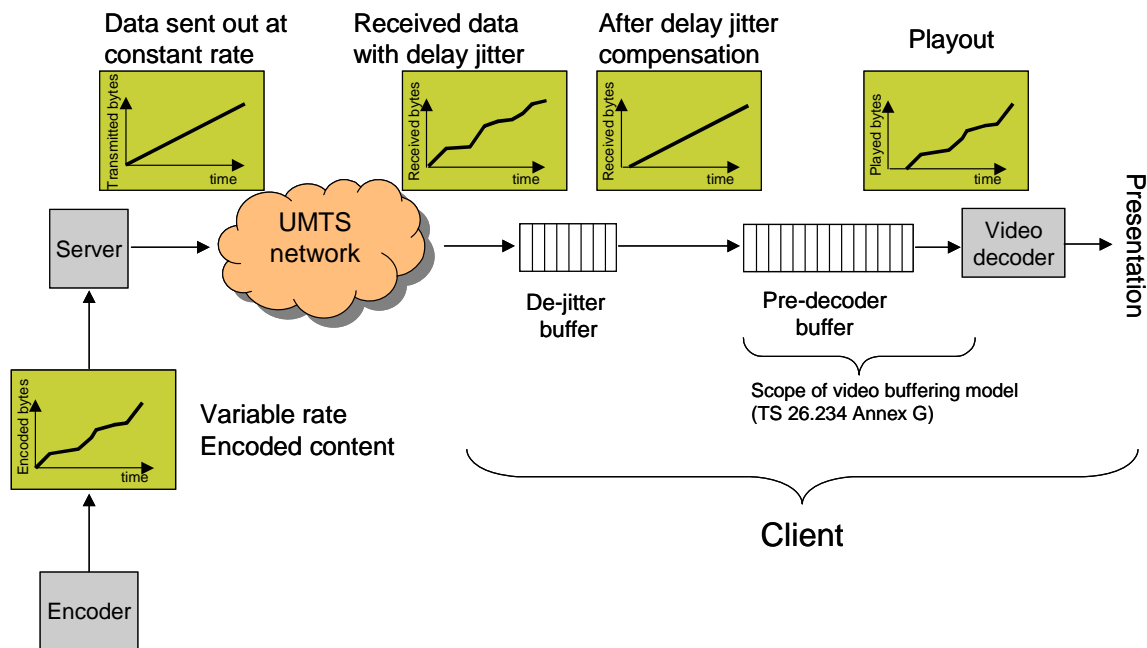 Data sent out at
constant rate
Received data
with delay jitter
After delay jitter
compensation
Playout
Transmitted bytes
time
Received bytes
time
Received bytes
time
Played bytes
time
Server
UMTS
network
De-jitter
buffer
Pre-decoder
buffer
Video
decoder
Presentation
Scope of video buffering model
(TS 26.234 Annex G)
Encoded bytes
time
Variable rate
Encoded content
Client
Encoder